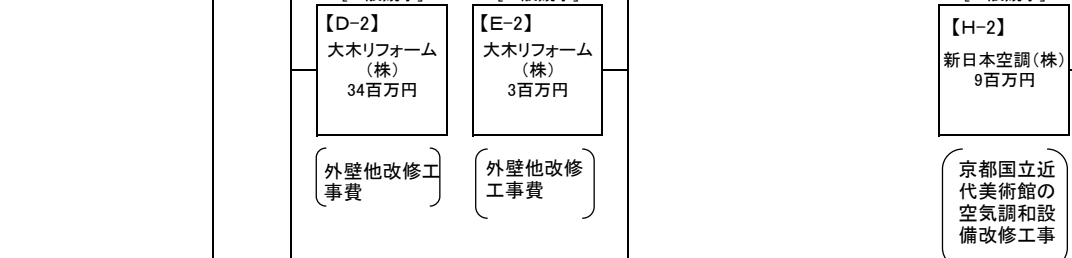 【D-2】
大木リフォーム
（株）
34百万円
外壁他改修工
事費
【E-2】
大木リフォーム
（株）
3百万円
外壁他改修
工事費
【H-2】
新日本空調（株）
9百万円
京都国立近
代美術館の
空気調和設
備改修工事